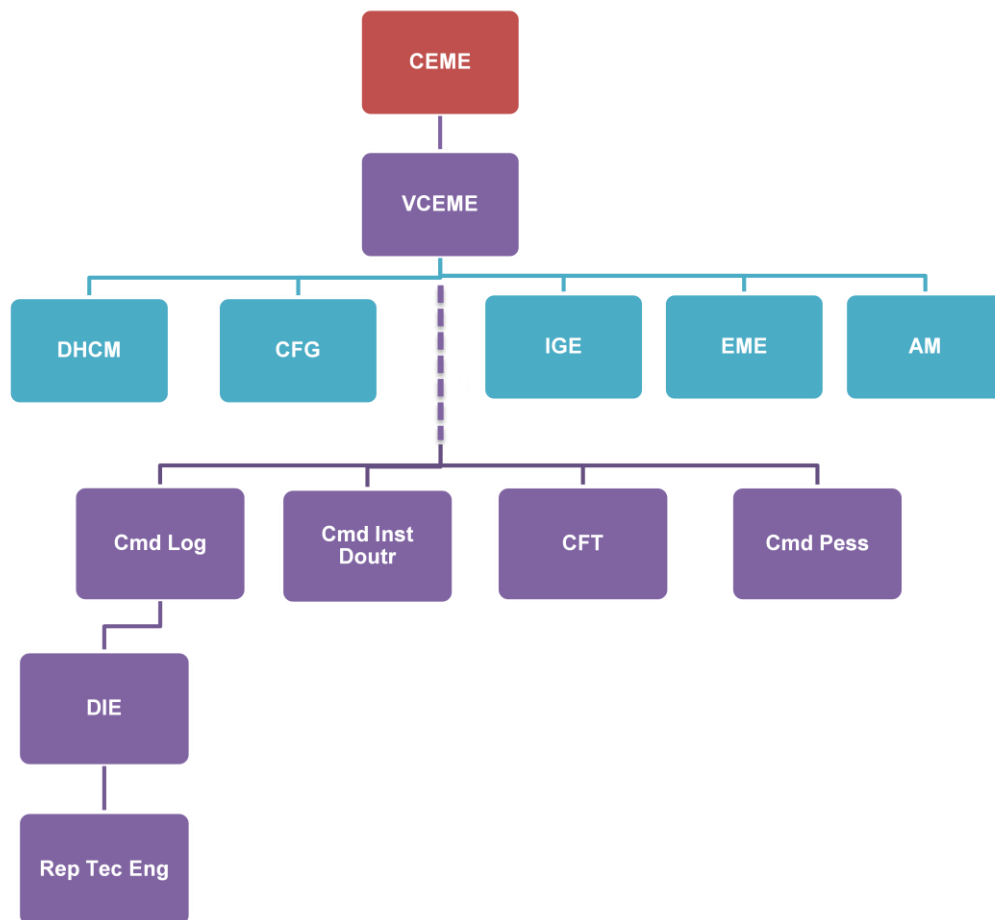 CEME
VCEME
DHCM
CFG
IGE
EME
AM
Cmd Log
Cmd Inst
Doutr
CFT
Cmd Pess
DIE
Rep Tec Eng